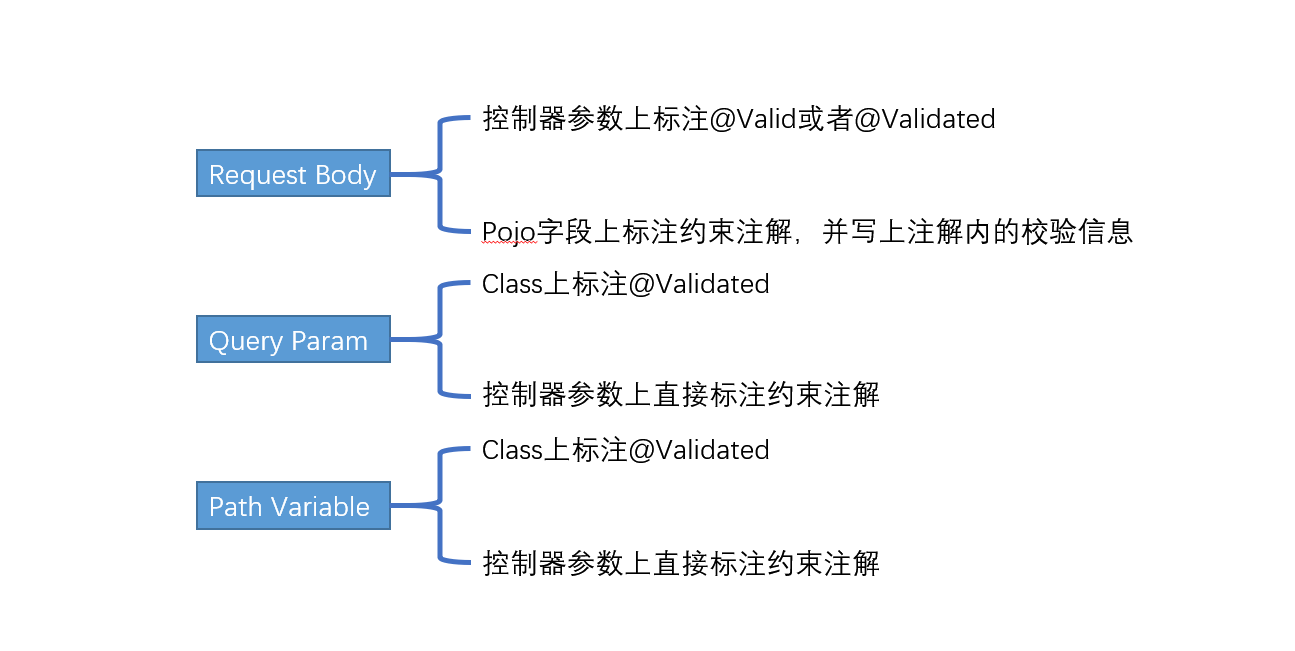 控制器参数上标注@Valid或者@Validated
Request Body
Pojo字段上标注约束注解，并写上注解内的校验信息
Class上标注@Validated
Query Param
控制器参数上直接标注约束注解
Class上标注@Validated
Path Variable
控制器参数上直接标注约束注解